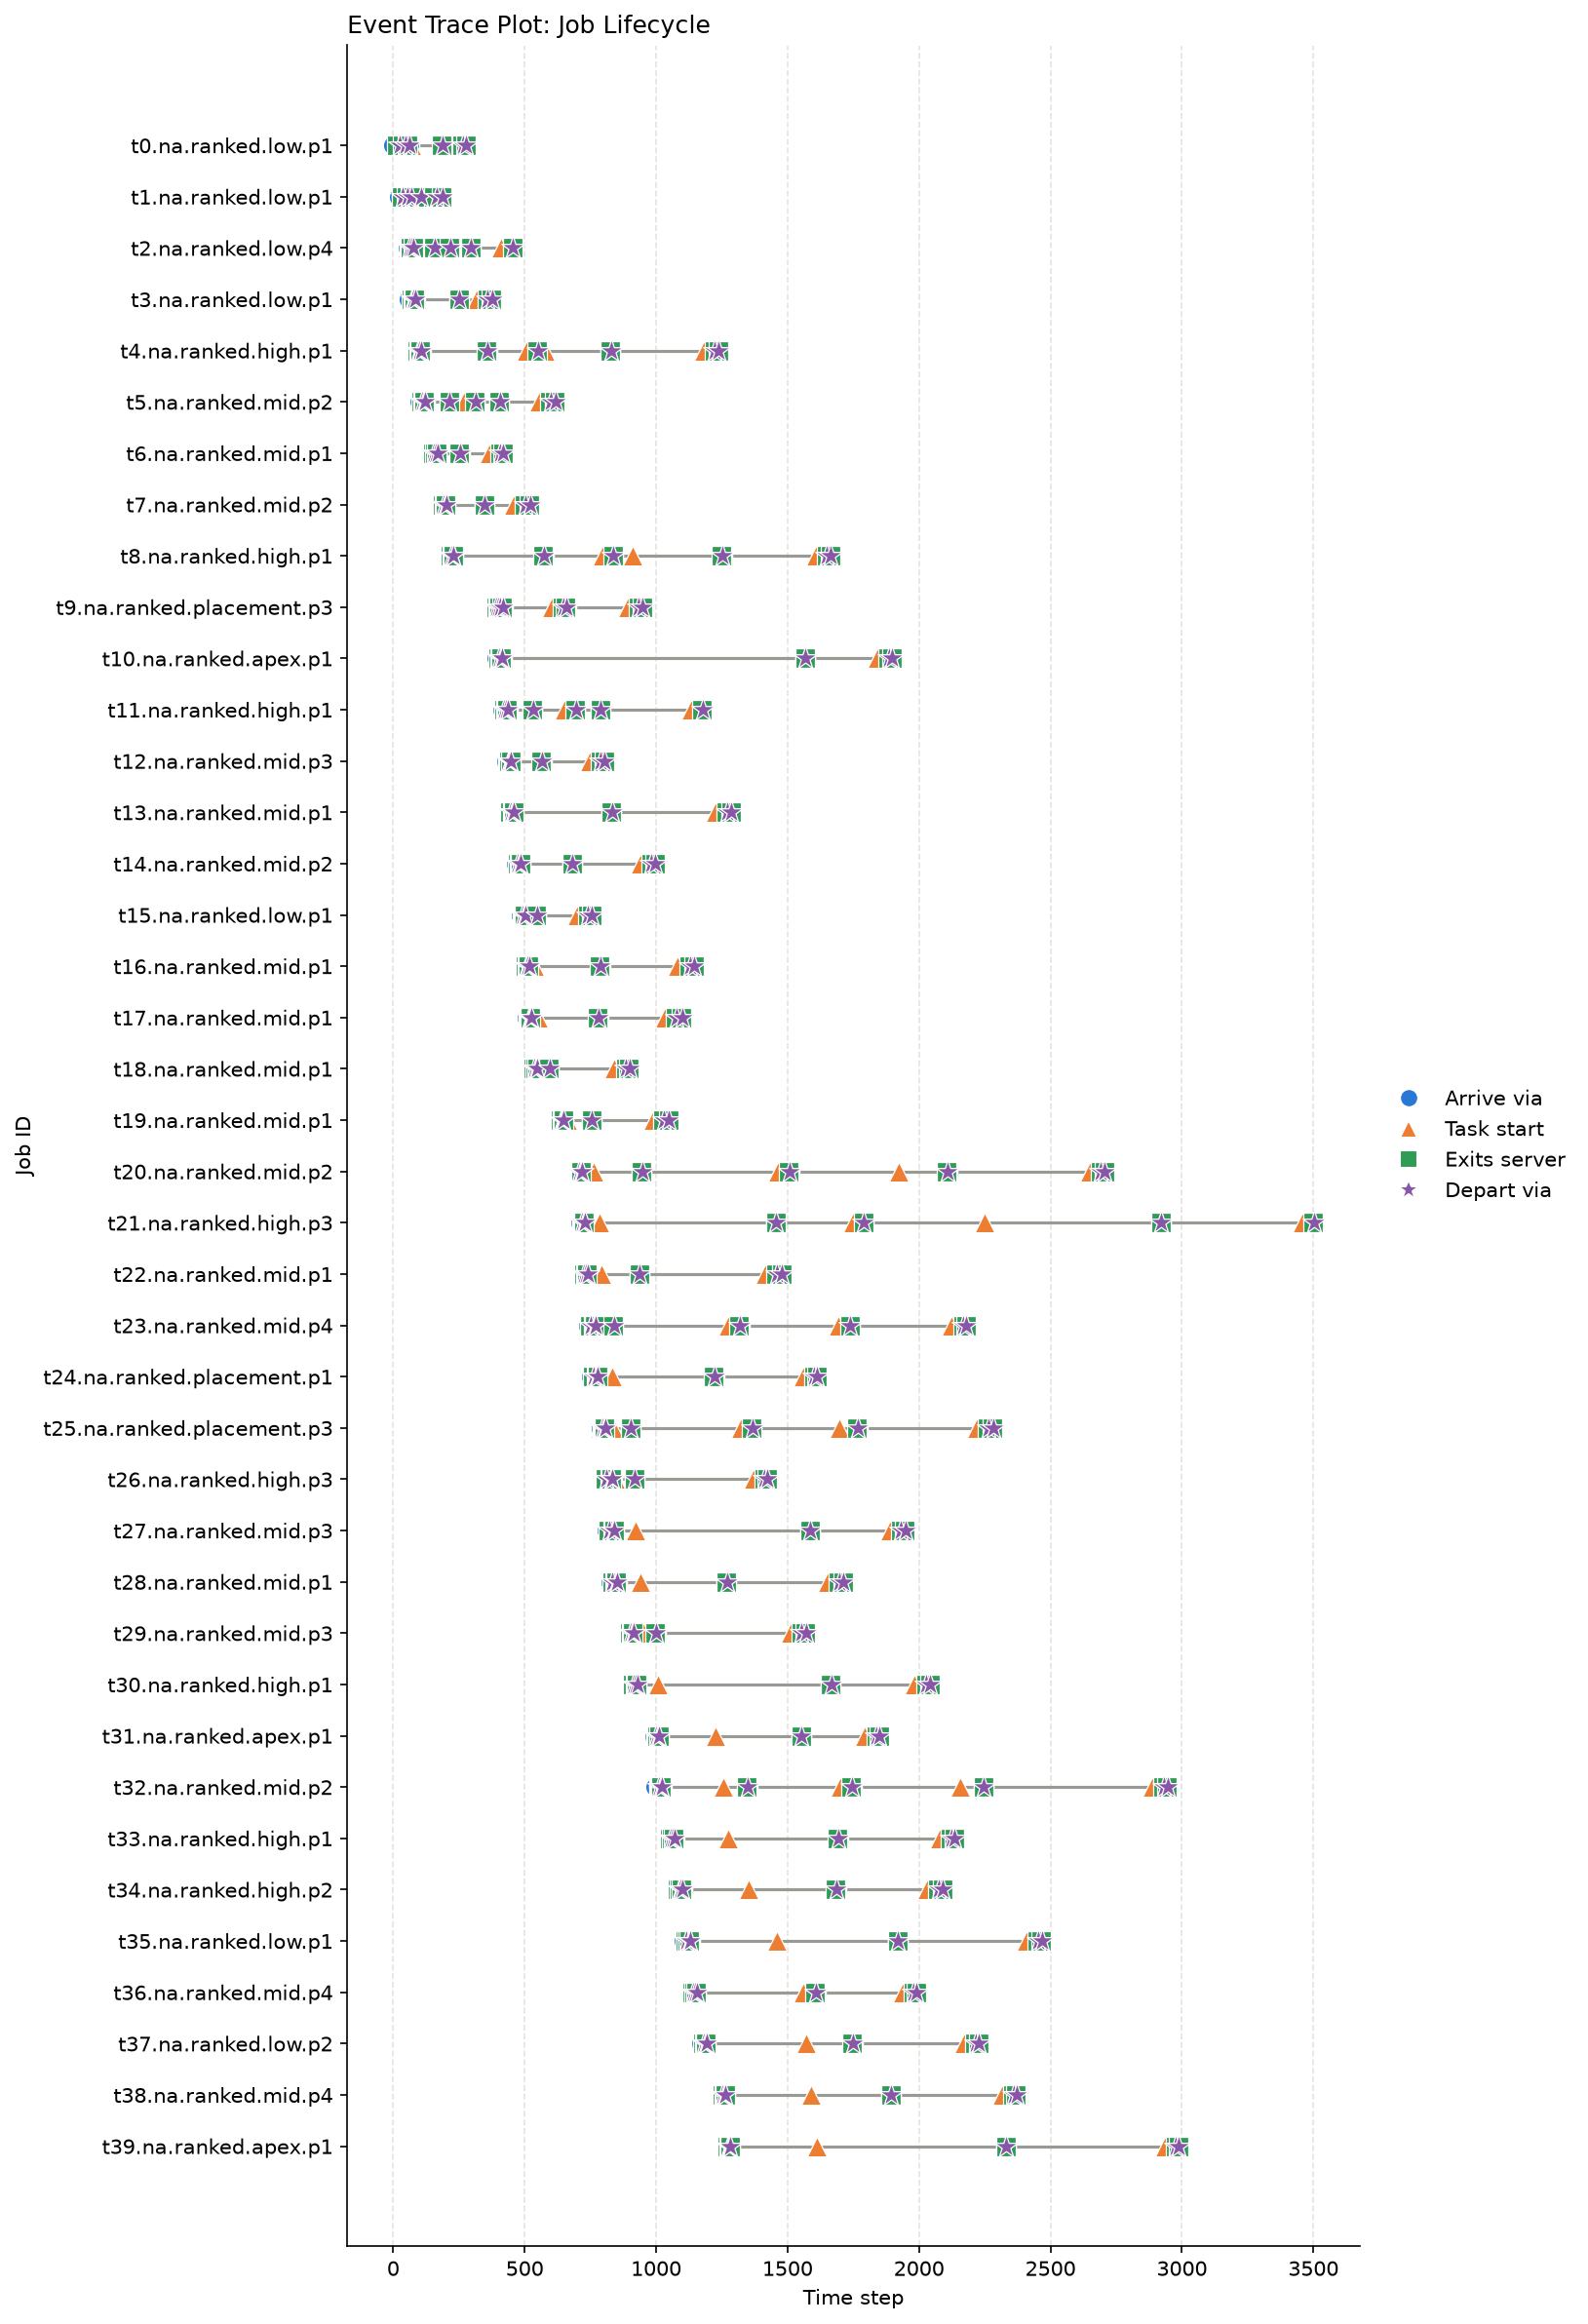 Event Trace Plot: Job Lifecycle
t0.na.ranked.low.p1
t1.na.ranked.low.p1
t2.na.ranked.low.p4
t3.na.ranked.low.p1
t4.na.ranked.high.p1
t5.na.ranked.mid.p2
t6.na.ranked.mid.p1
t7.na.ranked.mid.p2
t8.na.ranked.high.p1
t9.na.ranked.placement.p3
t10.na.ranked.apex.p1
t11.na.ranked.high.p1
t12.na.ranked.mid.p3
t13.na.ranked.mid.p1
t14.na.ranked.mid.p2
t15.na.ranked.low.p1
t16.na.ranked.mid.p1
t17.na.ranked.mid.p1
t18.na.ranked.mid.p1
t19.na.ranked.mid.p1
t20.na.ranked.mid.p2
t21.na.ranked.high.p3
t22.na.ranked.mid.p1
t23.na.ranked.mid.p4
t24.na.ranked.placement.p1
t25.na.ranked.placement.p3
t26.na.ranked.high.p3
t27.na.ranked.mid.p3
t28.na.ranked.mid.p1
t29.na.ranked.mid.p3
t30.na.ranked.high.p1
t31.na.ranked.apex.p1
t32.na.ranked.mid.p2
t33.na.ranked.high.p1
t34.na.ranked.high.p2
t35.na.ranked.low.p1
t36.na.ranked.mid.p4
t37.na.ranked.low.p2
t38.na.ranked.mid.p4
t39.na.ranked.apex.p1
Job ID
0 500 1000 1500 2000 2500 3000 3500
Time step
Arrive via
Task start
Exits server
Depart via